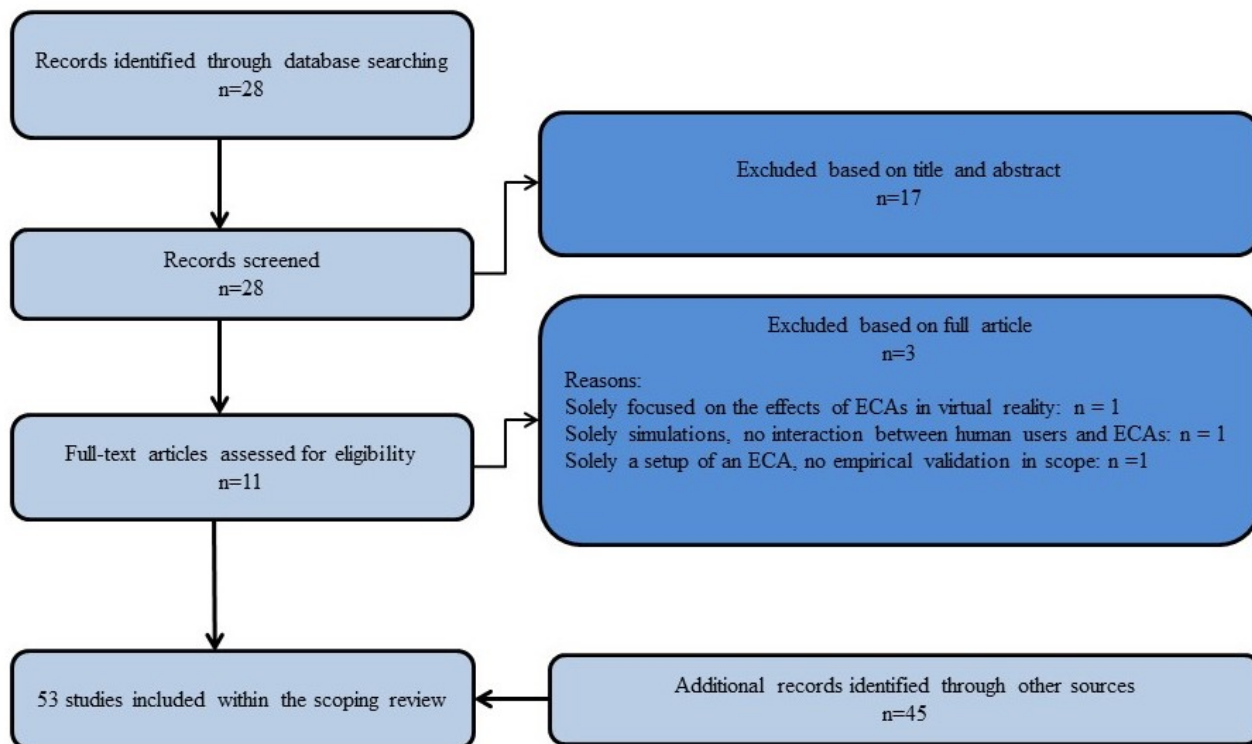 Records identified through database searching
n=28
Excluded based on title and abstract
n=17
Records screened
n=28
Excluded based on full article
n=3
Reasons:
Solely focused on the effects of ECAs in virtual reality: n = 1
Solely simulations, no interaction between human users and ECAs: n = 1
Solely a setup of an ECA, no empirical validation in scope: n =1
Full-text articles assessed for eligibility
n=11
53 studies included within the scoping review
Additional records identified through other sources
n=45